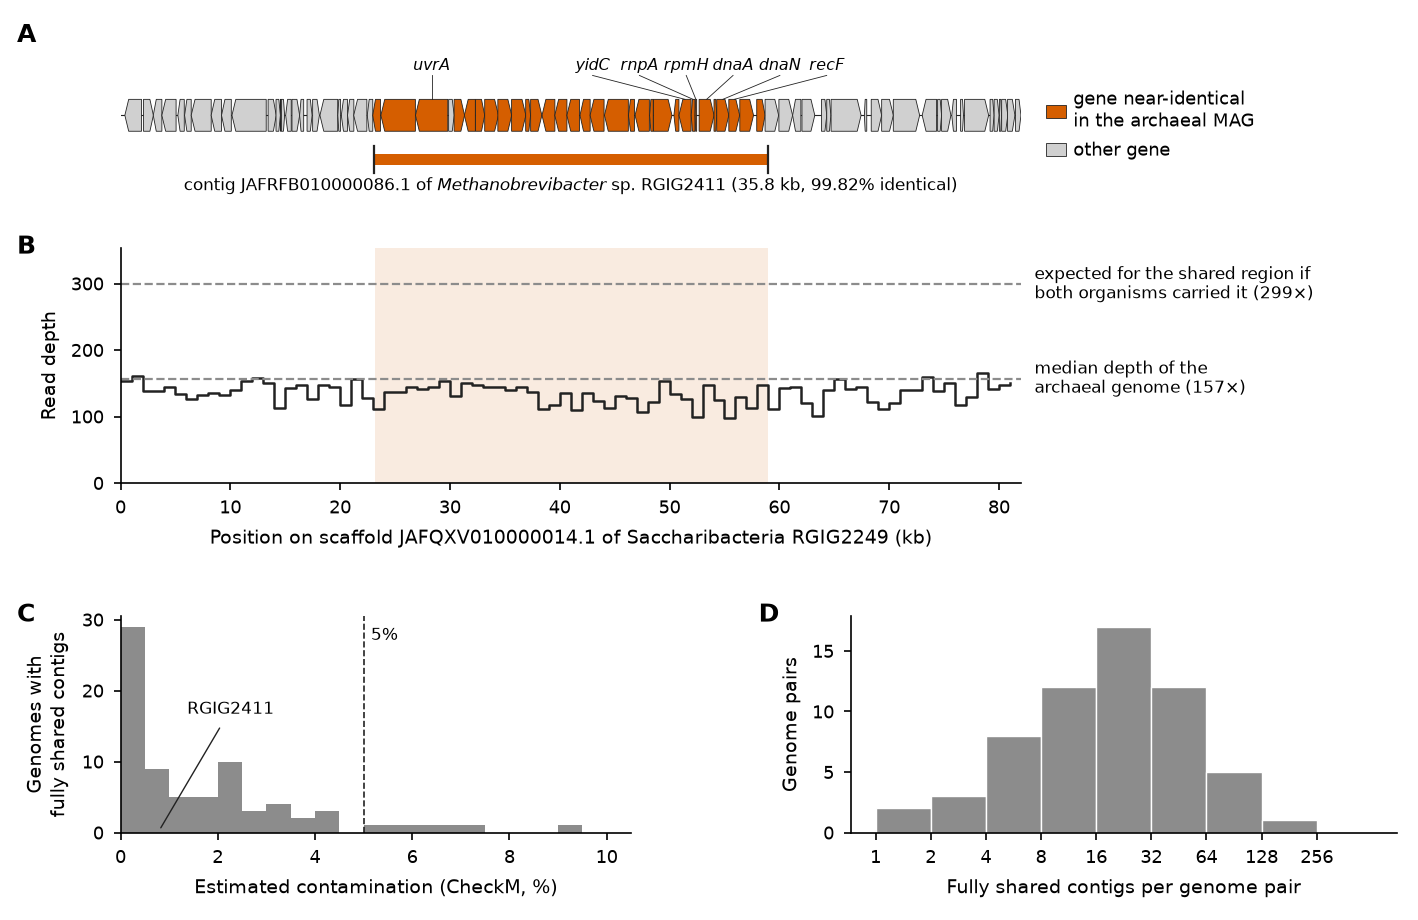 A
uvrA
yidC rnpA rpmH dnaA dnaN recF
gene near-identical
in the archaeal MAG
other gene
contig JAFRFB010000086.1 of Methanobrevibacter sp. RGIG2411 (35.8 kb, 99.82% identical)
B
Read depth
300
200
100
0
0 10 20 30 40 50 60 70 80
Position on scaffold JAFQXV010000014.1 of Saccharibacteria RGIG2249 (kb)
expected for the shared region if
both organisms carried it (299×)
median depth of the
archaeal genome (157×)
C
Genomes with
fully shared contigs
30
20
10
0
5%
RGIG2411
0 2 4 6 8 10
Estimated contamination (CheckM, %)
D
Genome pairs
15
10
5
0
1 2 4 8 16 32 64 128 256
Fully shared contigs per genome pair